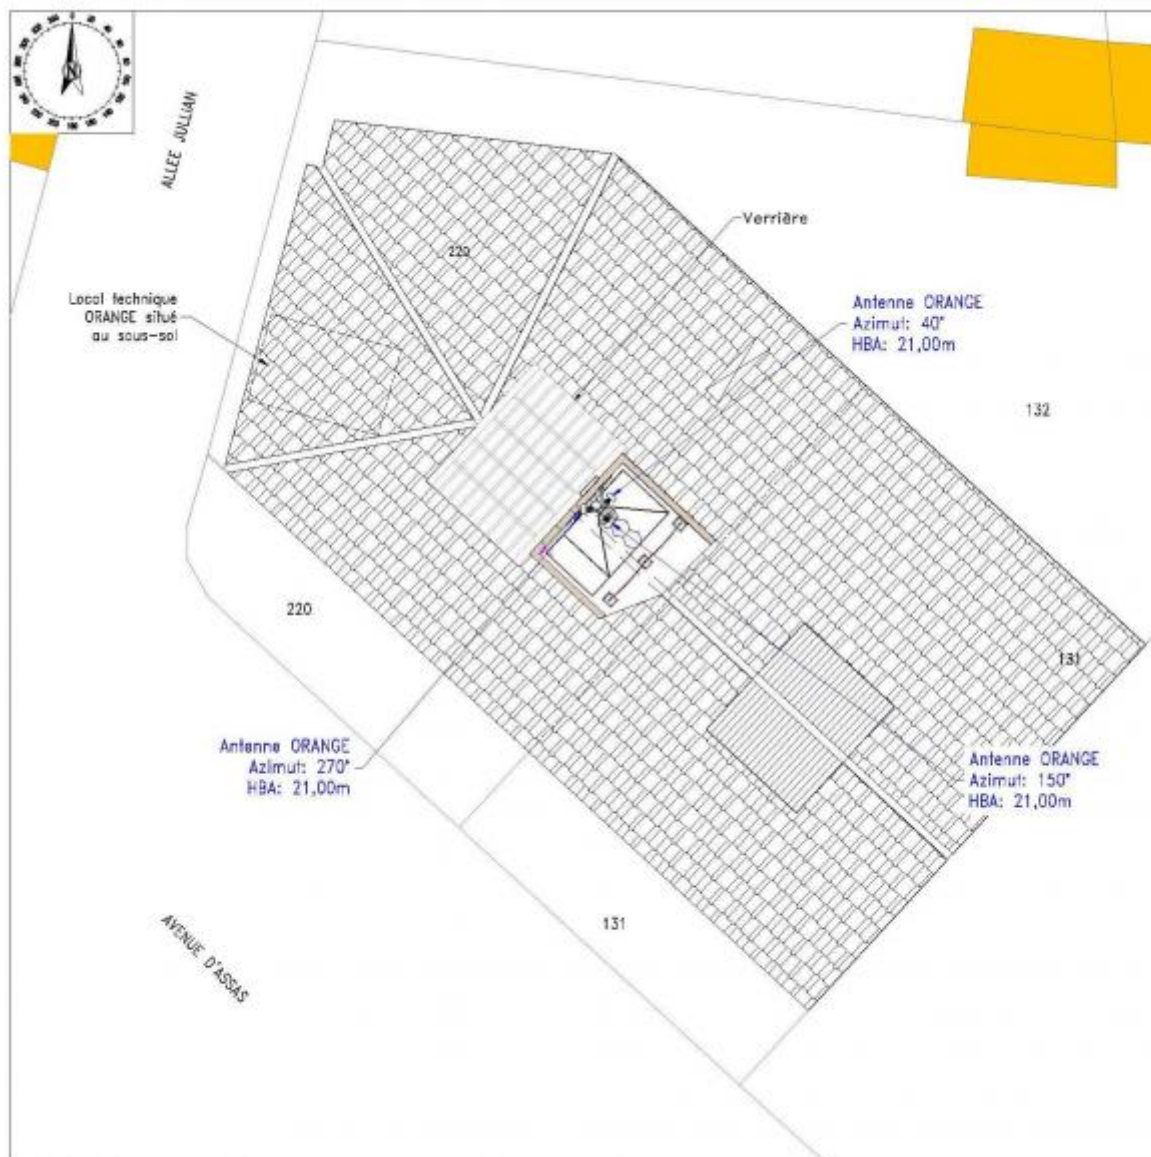 N
ALLEE JULLIAN
220
Verrière
Local technique
ORANGE situé
au sous-sol
Antenne ORANGE
Azimut: 40°
HBA: 21,00m
132
220
131
Antenne ORANGE
Azimut: 270°
HBA: 21,00m
Antenne ORANGE
Azimut: 150°
HBA: 21,00m
131
AVENUE D'ASSAS